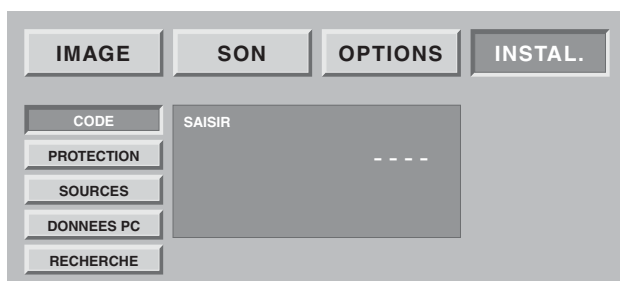 IMAGE SON OPTIONS INSTAL.
CODE SAISIR
PROTECTION - - - -
SOURCES
DONNEES PC
RECHERCHE